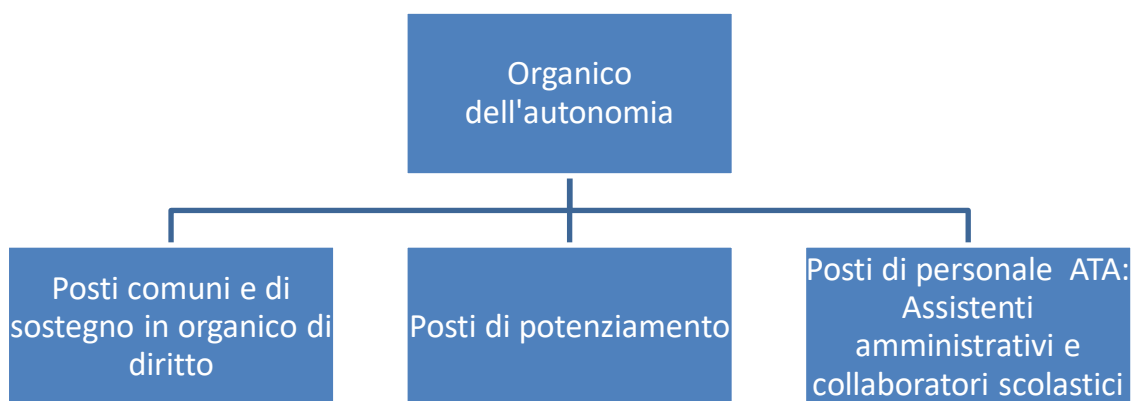 Organico
dell'autonomia
Posti comuni e di
sostegno in organico di
diritto
Posti di potenziamento
Posti di personale ATA:
Assistenti
amministrativi e
collaboratori scolastici